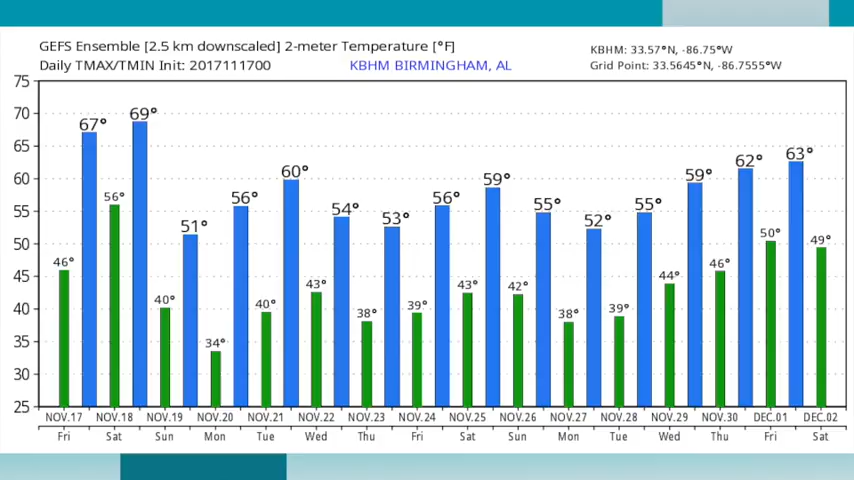 GEFS Ensemble [2.5 km downscaled] 2-meter Temperature [°F]
KBHM: 33.57°N, -86.75°W
Daily TMAX/TMIN Init: 2017111700 KBHM BIRMINGHAM, AL
Grid Point: 33.5645°N, -86.7555°W
75
70
65
60
55
50
45
40
35
30
25
46° 67° 56° 69° 40° 51° 34° 56° 40° 60° 43° 54° 38° 53° 39° 56° 43° 59° 42° 55° 38° 52° 39° 55° 44° 59° 46° 62° 50° 63° 49°
NOV.17 NOV.18 NOV.19 NOV.20 NOV.21 NOV.22 NOV.23 NOV.24 NOV.25 NOV.26 NOV.27 NOV.28 NOV.29 NOV.30 DEC.01 DEC.02
Fri Sat Sun Mon Tue Wed Thu Fri Sat Sun Mon Tue Wed Thu Fri Sat